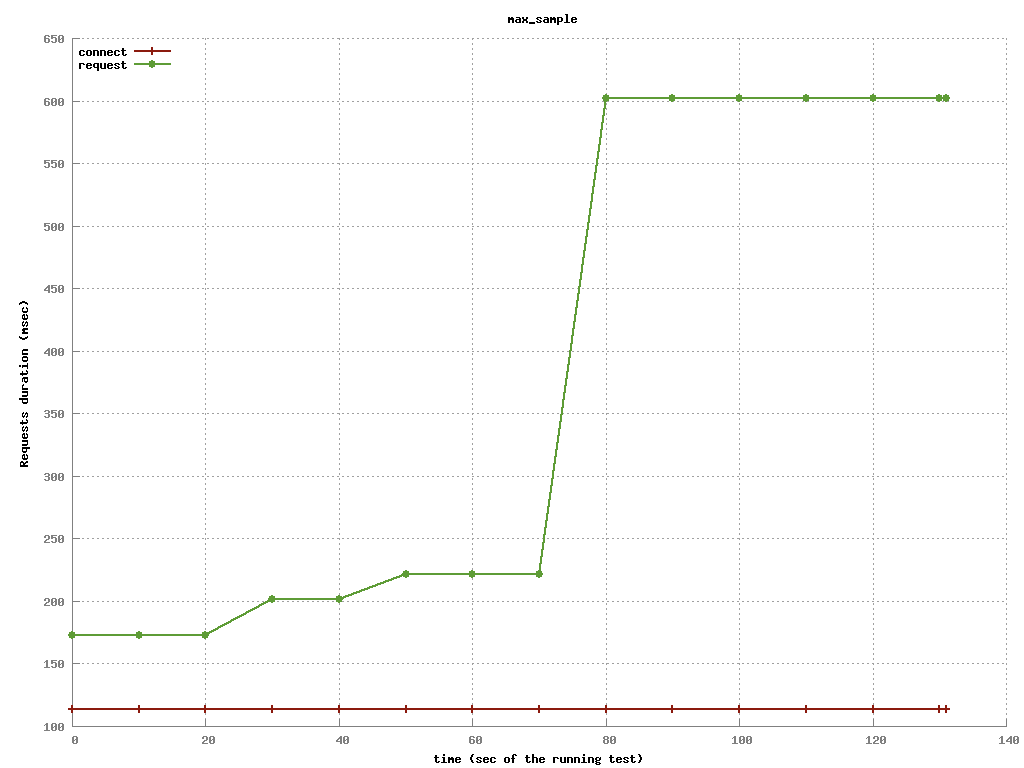 max_sample
connect
request
650
600
550
500
450
400
350
300
250
200
150
100
Requests duration (msec)
0 20 40 60 80 100 120 140
time (sec of the running test)